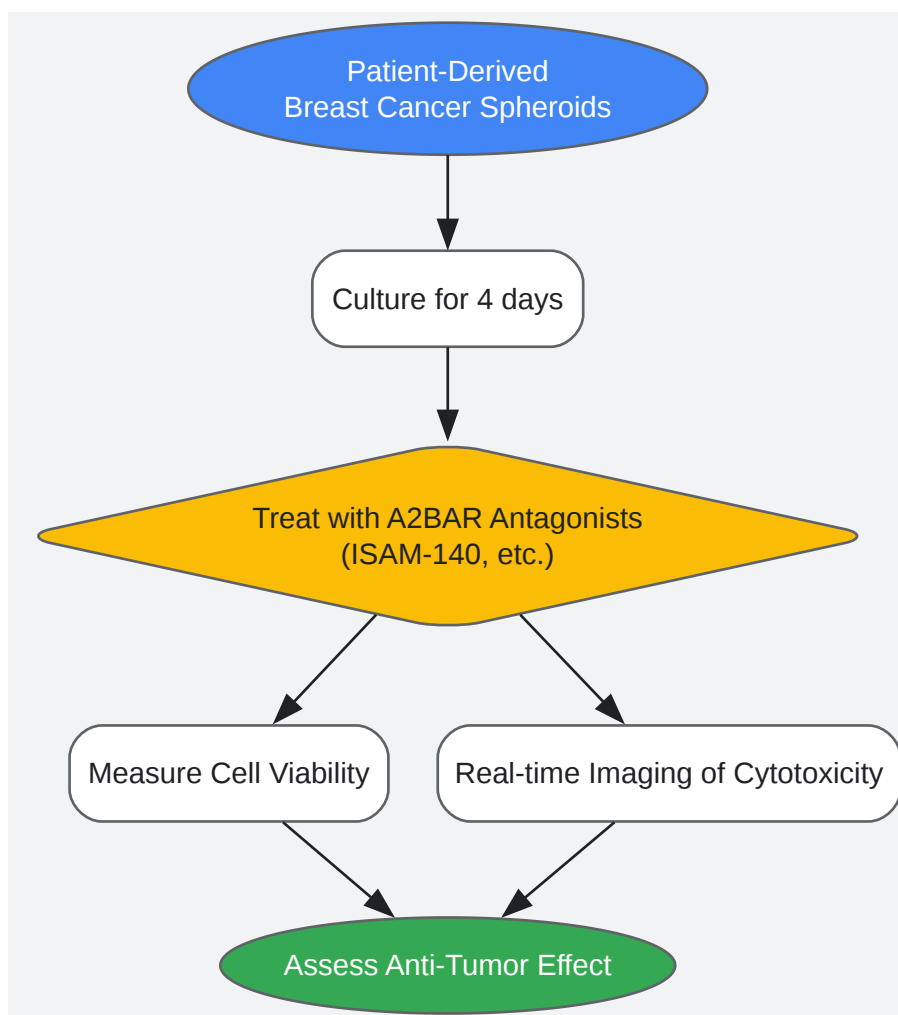 Patient-Derived
Breast Cancer Spheroids
Culture for 4 days
Treat with A2BAR Antagonists
(ISAM-140, etc.)
Measure Cell Viability
Real-time Imaging of Cytotoxicity
Assess Anti-Tumor Effect